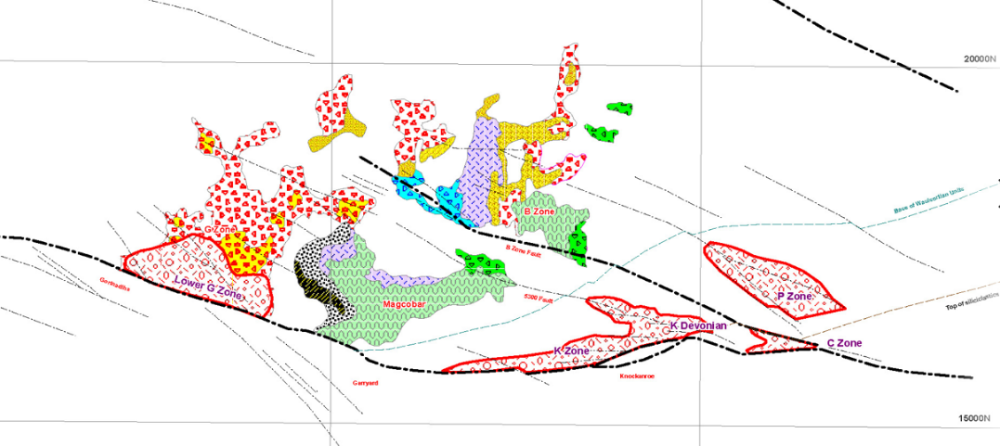 20000N
Base of Waulsortian Units
G Zone
B Zone
B Zone Fault
Lower G Zone
Magcobar
5300 Fault
P Zone
Top of siliciclastics
K Devonian
C Zone
K Zone
Garryard
Knockanroe
15000N